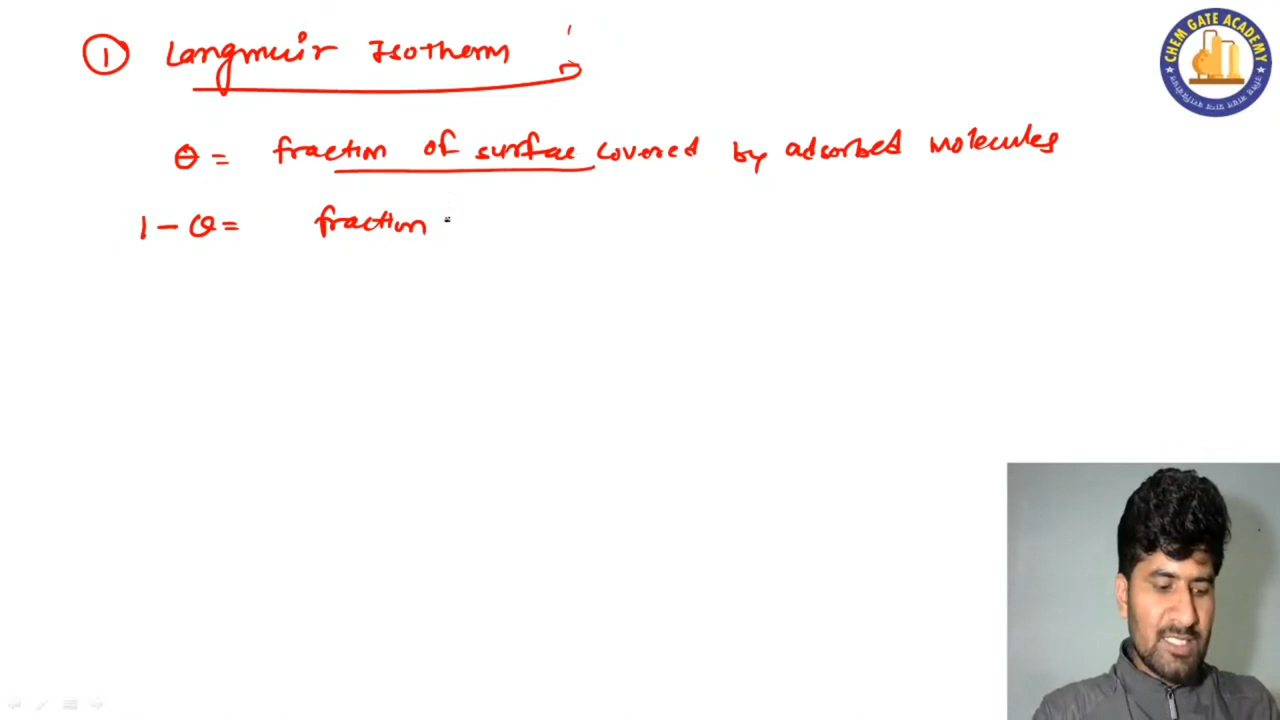 ① Langmuir Isotherm
θ = fraction of surface covered by adsorbed molecules
1 - θ = fraction
CHEM GATE ACADEMY